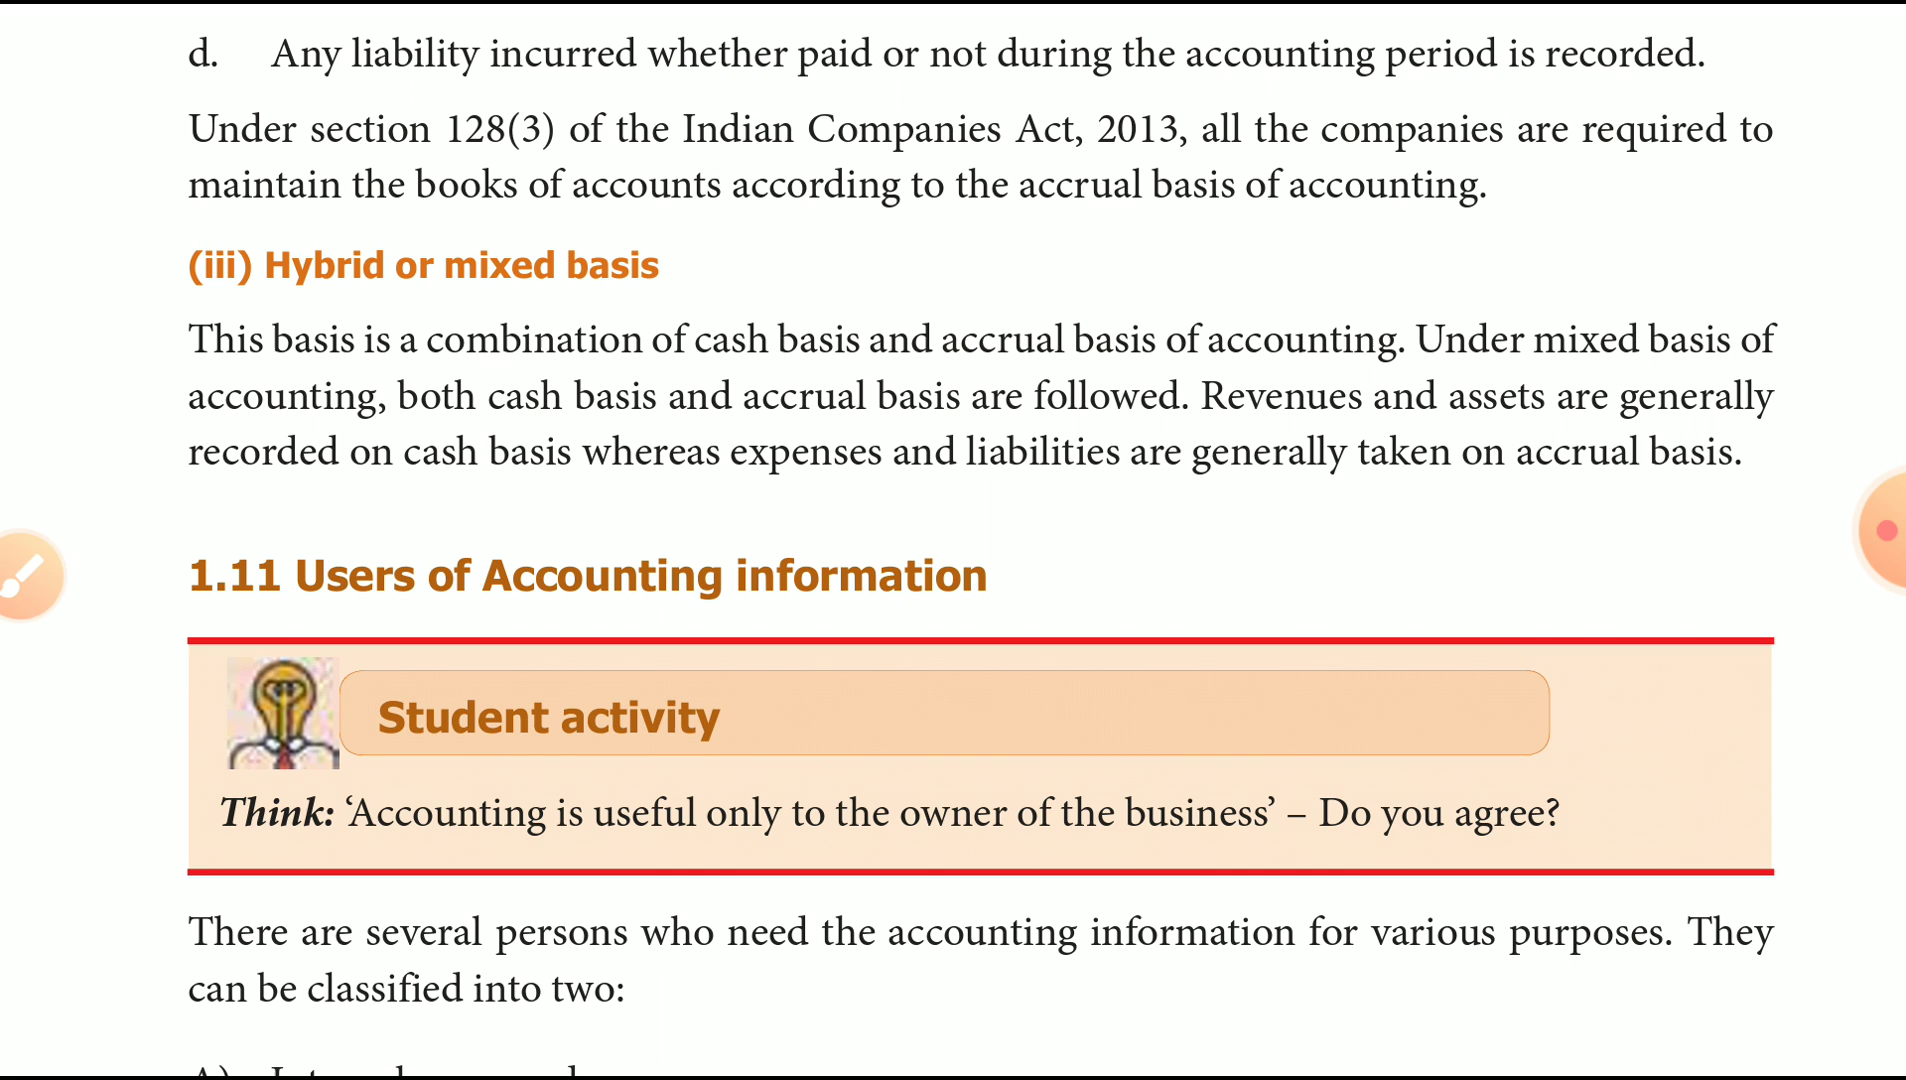 d. Any liability incurred whether paid or not during the accounting period is recorded.
Under section 128(3) of the Indian Companies Act, 2013, all the companies are required to
maintain the books of accounts according to the accrual basis of accounting.
(iii) Hybrid or mixed basis
This basis is a combination of cash basis and accrual basis of accounting. Under mixed basis of
accounting, both cash basis and accrual basis are followed. Revenues and assets are generally
recorded on cash basis whereas expenses and liabilities are generally taken on accrual basis.
1.11 Users of Accounting information
Student activity
Think: ‘Accounting is useful only to the owner of the business’ – Do you agree?
There are several persons who need the accounting information for various purposes. They
can be classified into two: